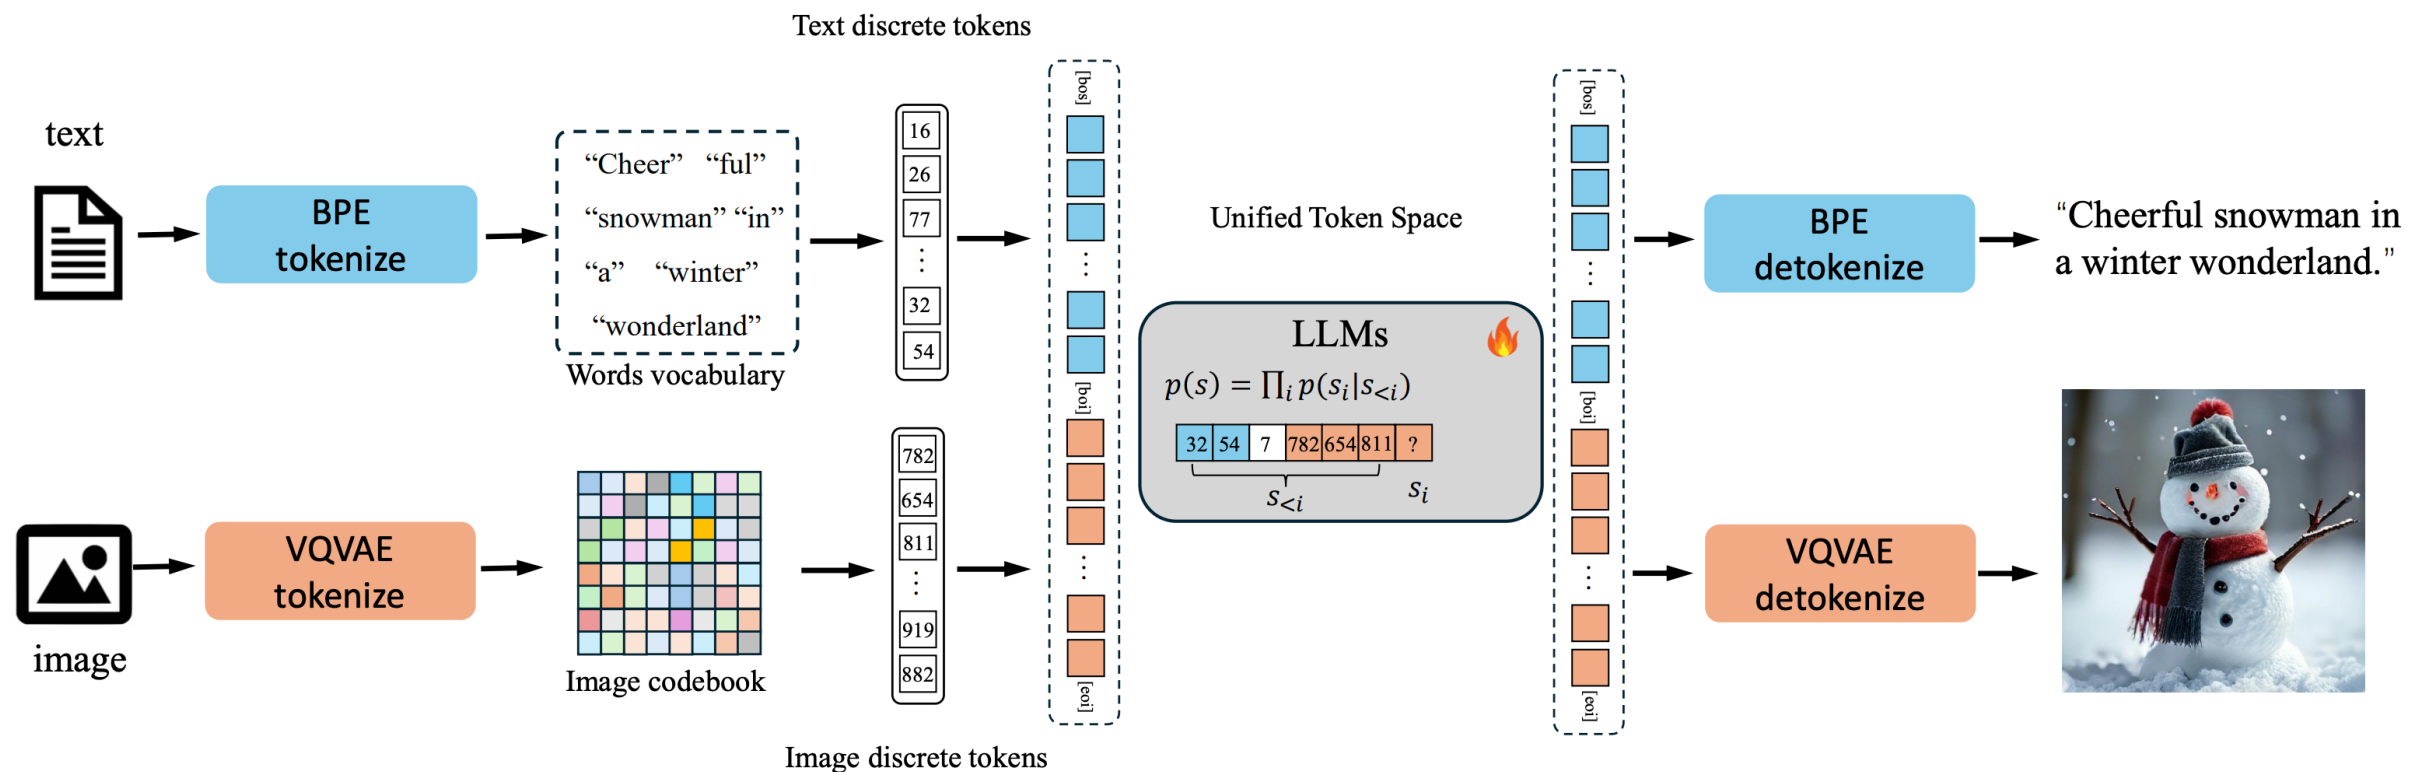 Text discrete tokens
text
BPE
tokenize
“Cheer” “ful”
“snowman” “in”
“a” “winter”
“wonderland”
Words vocabulary
16
26
77
⋮
32
54
image
VQVAE
tokenize
Image codebook
782
654
811
⋮
919
882
Image discrete tokens
[bos]
⋮
[boi]
⋮
[eoi]
Unified Token Space
LLMs
p(s) = ∏ᵢ p(sᵢ|s<ᵢ)
32 54 7 782 654 811 ?
s<ᵢ sᵢ
[bos]
⋮
[boi]
⋮
[eoi]
BPE
detokenize
“Cheerful snowman in
a winter wonderland.”
VQVAE
detokenize